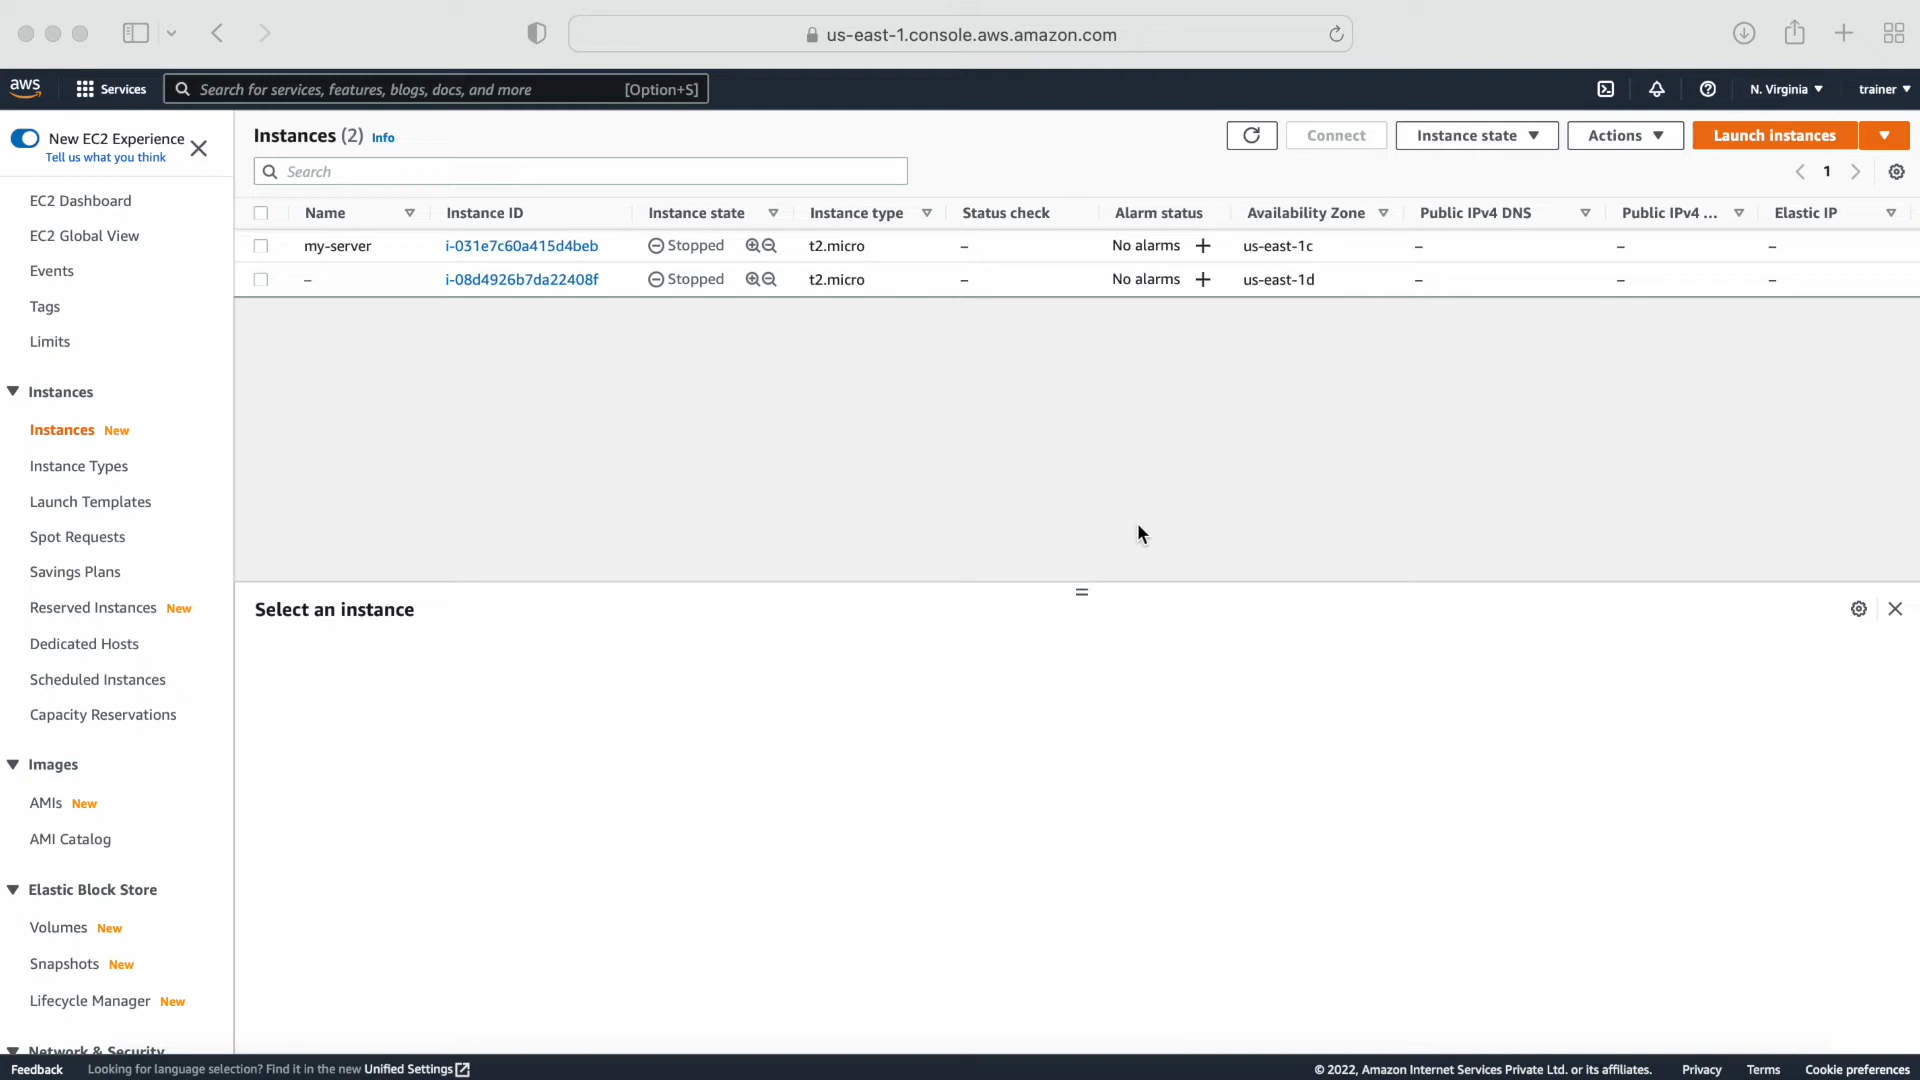 us-east-1.console.aws.amazon.com
aws
Services
Search for services, features, blogs, docs, and more [Option+S]
N. Virginia
trainer
New EC2 Experience
Tell us what you think
EC2 Dashboard
EC2 Global View
Events
Tags
Limits
Instances
Instances New
Instance Types
Launch Templates
Spot Requests
Savings Plans
Reserved Instances New
Dedicated Hosts
Scheduled Instances
Capacity Reservations
Images
AMIs New
AMI Catalog
Elastic Block Store
Volumes New
Snapshots New
Lifecycle Manager New
Network & Security
Instances (2) Info
Connect
Instance state
Actions
Launch instances
Search
1
Name Instance ID Instance state Instance type Status check Alarm status Availability Zone Public IPv4 DNS Public IPv4 ... Elastic IP
my-server i-031e7c60a415d4beb Stopped t2.micro – No alarms + us-east-1c – – –
– i-08d4926b7da22408f Stopped t2.micro – No alarms + us-east-1d – – –
Select an instance
Feedback
Looking for language selection? Find it in the new Unified Settings
© 2022, Amazon Internet Services Private Ltd. or its affiliates.
Privacy
Terms
Cookie preferences